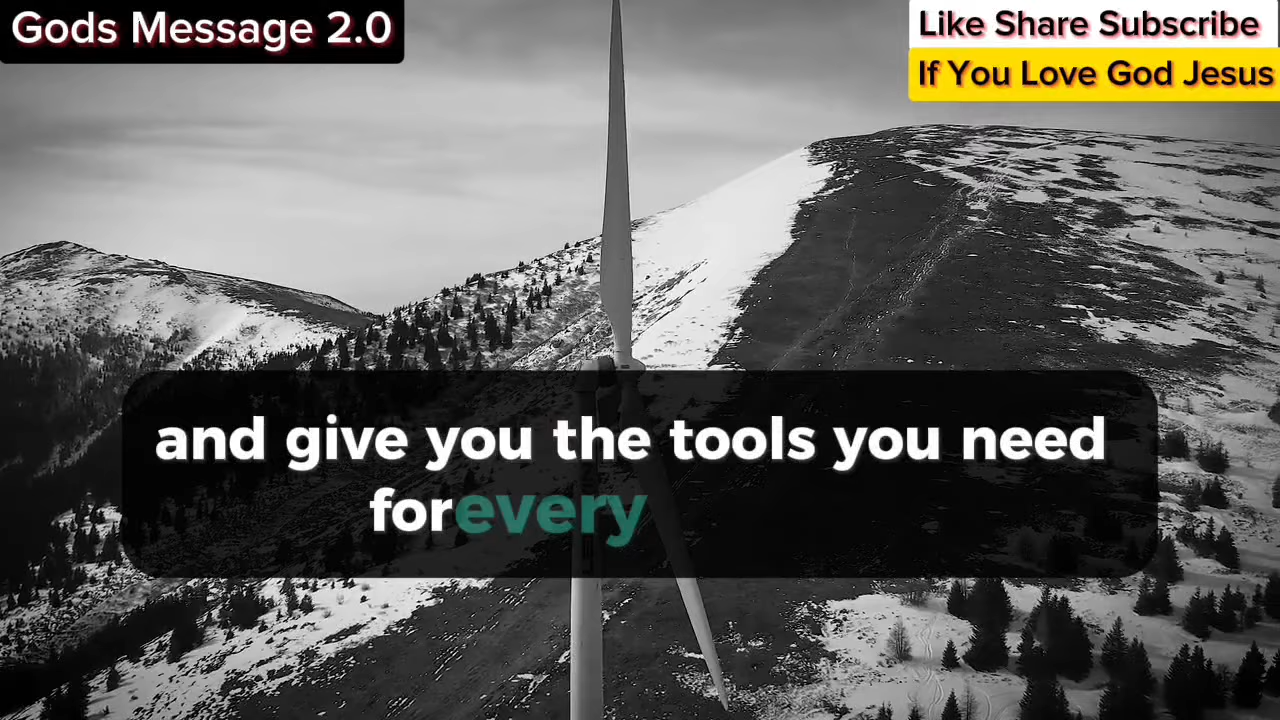 Gods Message 2.0
Like Share Subscribe
If You Love God Jesus
and give you the tools you need
forevery